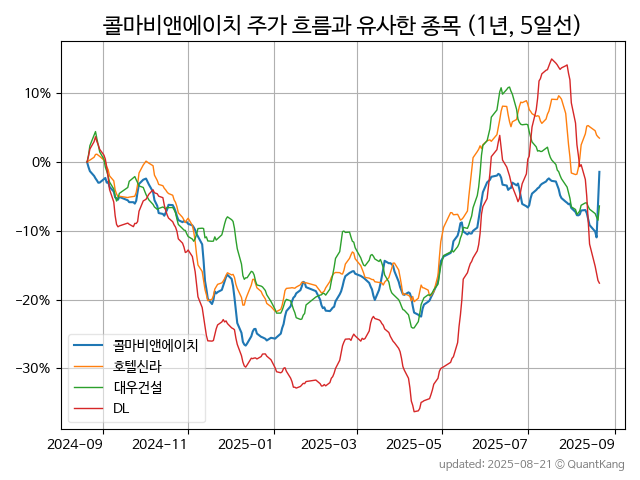 콜마비앤에이치 주가 흐름과 유사한 종목 (1년, 5일선)
10%
0%
−10%
−20%
−30%
콜마비앤에이치
호텔신라
대우건설
DL
2024-09
2024-11
2025-01
2025-03
2025-05
2025-07
2025-09
updated: 2025-08-21 © QuantKang